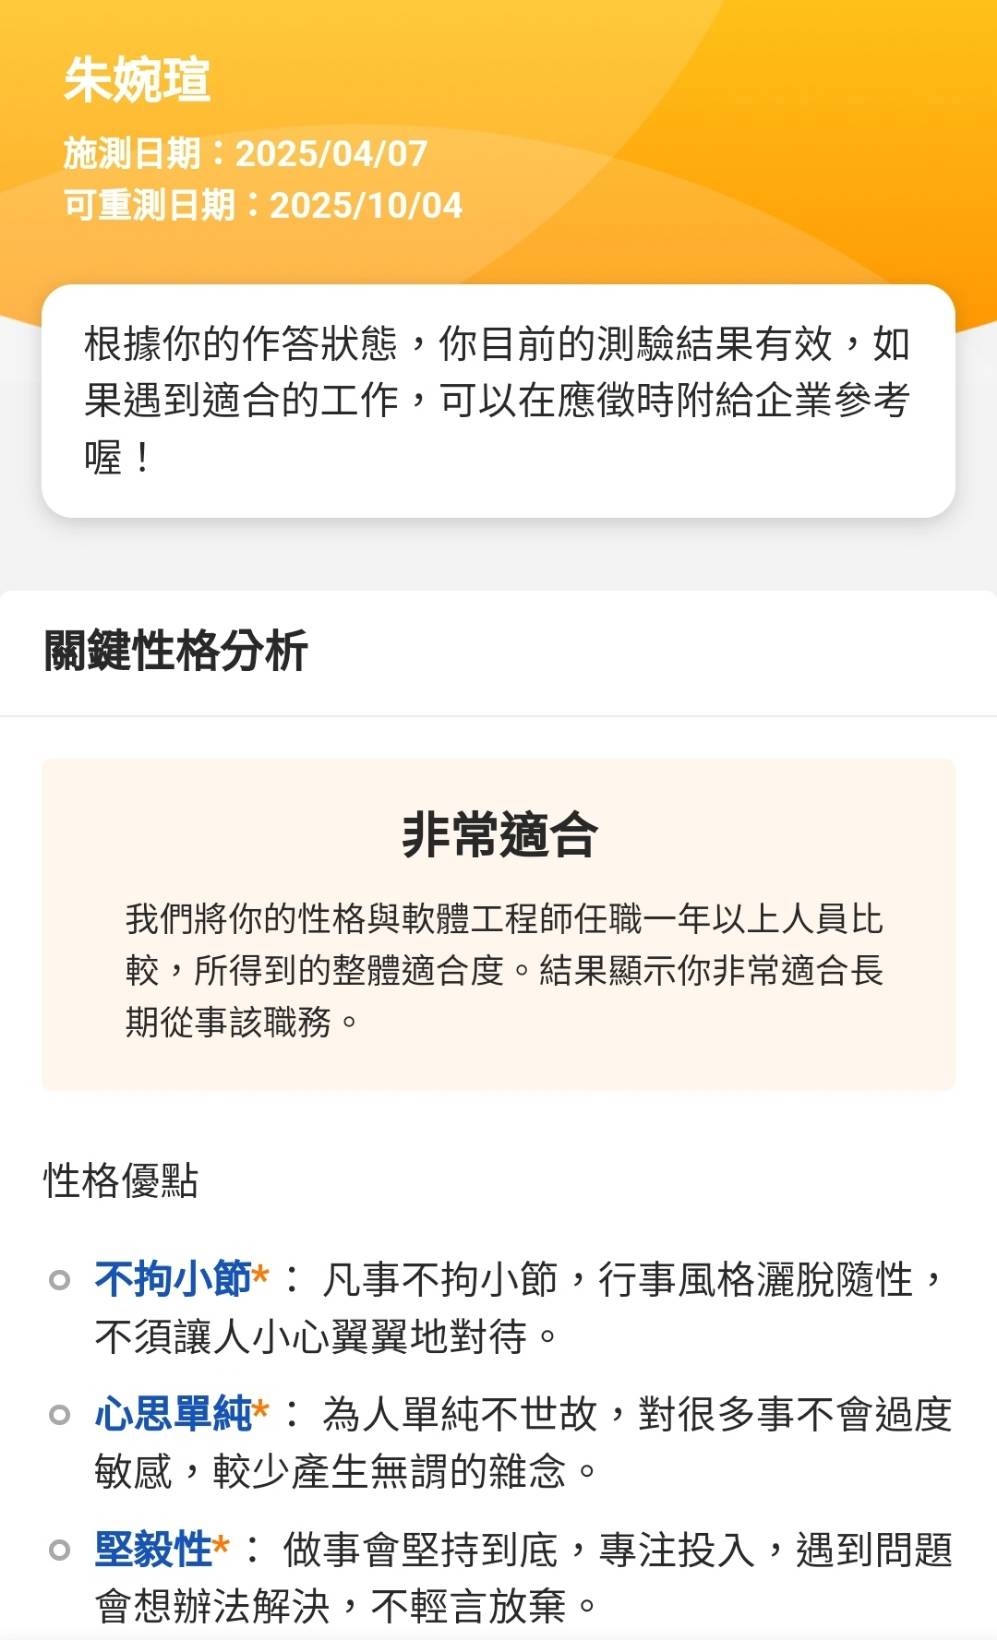 朱婉瑄
施測日期：2025/04/07
可重測日期：2025/10/04
根據你的作答狀態，你目前的測驗結果有效，如
果遇到適合的工作，可以在應徵時附給企業參考
喔！
關鍵性格分析
非常適合
我們將你的性格與軟體工程師任職一年以上人員比
較，所得到的整體適合度。結果顯示你非常適合長
期從事該職務。
性格優點
不拘小節*： 凡事不拘小節，行事風格灑脫隨性，
不須讓人小心翼翼地對待。
心思單純*： 為人單純不世故，對很多事不會過度
敏感，較少產生無謂的雜念。
堅毅性*： 做事會堅持到底，專注投入，遇到問題
會想辦法解決，不輕言放棄。